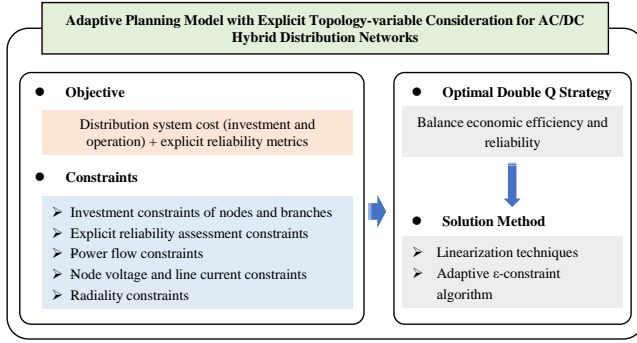 Adaptive Planning Model with Explicit Topology-variable Consideration for AC/DC
Hybrid Distribution Networks
Objective
Distribution system cost (investment and
operation) + explicit reliability metrics
Constraints
Investment constraints of nodes and branches
Explicit reliability assessment constraints
Power flow constraints
Node voltage and line current constraints
Radiality constraints
Optimal Double Q Strategy
Balance economic efficiency and
reliability
Solution Method
Linearization techniques
Adaptive ε-constraint
algorithm